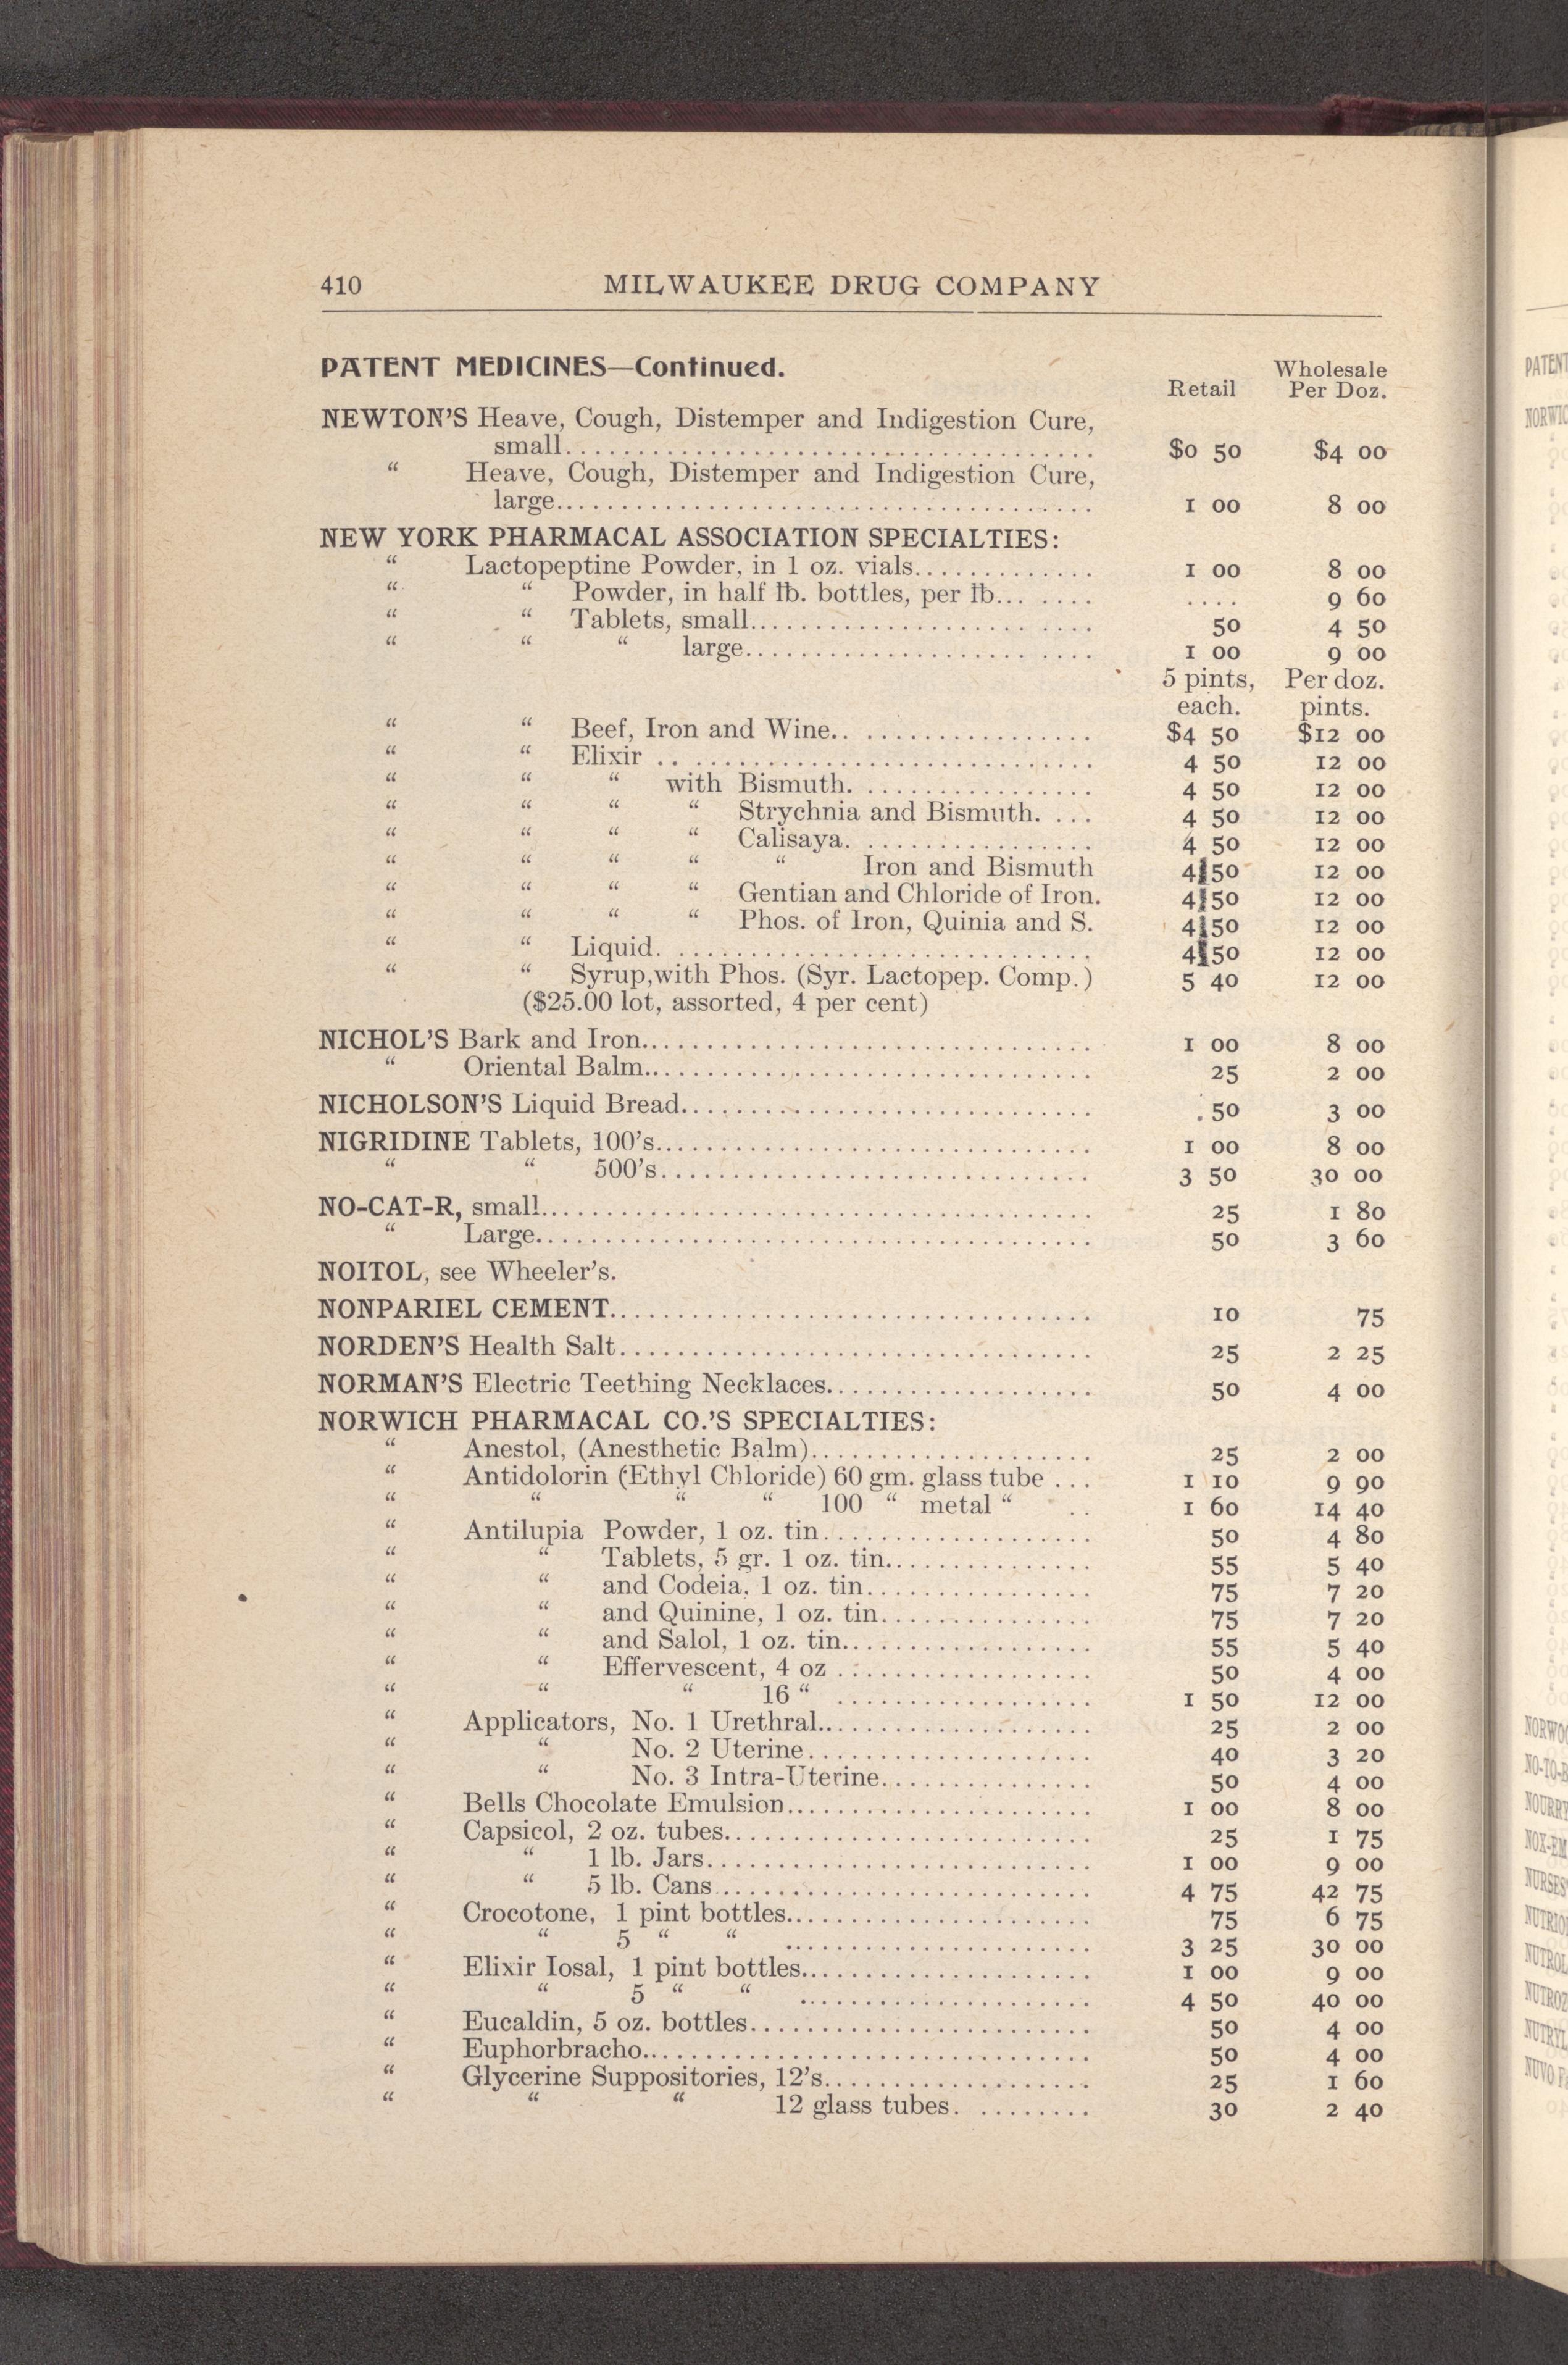 410 MILWAUKEE DRUG COMPANY
PATENT MEDICINES—Continued.
Wholesale
Retail Per Doz.
NEWTON'S Heave, Cough, Distemper and Indigestion Cure,
small.................................... $0 50 $4 00
“ Heave, Cough, Distemper and Indigestion Cure,
large.................................... 1 00 8 00
NEW YORK PHARMACAL ASSOCIATION SPECIALTIES:
“ Lactopeptine Powder, in 1 oz. vials............. 1 00 8 00
“ “ Powder, in half lb. bottles, per lb... .... .... 9 60
“ “ Tablets, small........................ 50 4 50
“ “ “ large........................ 1 00 9 00
5 pints, Per doz.
each. pints.
“ “ Beef, Iron and Wine.. ................ $4 50 $12 00
“ “ Elixir .. ............................ 4 50 12 00
“ “ “ with Bismuth. ................ 4 50 12 00
“ “ “ “ Strychnia and Bismuth. ... 4 50 12 00
“ “ “ “ Calisaya. ................ 4 50 12 00
“ “ “ “ “ Iron and Bismuth 4 50 12 00
“ “ “ “ Gentian and Chloride of Iron. 4 50 12 00
“ “ “ “ Phos. of Iron, Quinia and S. 4 50 12 00
“ “ Liquid. ............................. 4 50 12 00
“ “ Syrup,with Phos. (Syr. Lactopep. Comp.) 5 40 12 00
($25.00 lot, assorted, 4 per cent)
NICHOL'S Bark and Iron............................... 1 00 8 00
“ Oriental Balm............................... 25 2 00
NICHOLSON'S Liquid Bread............................. 50 3 00
NIGRIDINE Tablets, 100's.............................. 1 00 8 00
“ “ 500's.............................. 3 50 30 00
NO-CAT-R, small...................................... 25 1 80
“ Large...................................... 50 3 60
NOITOL, see Wheeler's.
NONPARIEL CEMENT................................. 10 75
NORDEN'S Health Salt................................. 25 2 25
NORMAN'S Electric Teething Necklaces................... 50 4 00
NORWICH PHARMACAL CO.'S SPECIALTIES:
“ Anestol, (Anesthetic Balm).................... 25 2 00
“ Antidolorin (Ethyl Chloride) 60 gm. glass tube ... 1 10 9 90
“ “ “ “ 100 “ metal “ .. 1 60 14 40
“ Antilupia Powder, 1 oz. tin................... 50 4 80
“ “ Tablets, 5 gr. 1 oz. tin............... 55 5 40
“ “ and Codeia, 1 oz. tin................ 75 7 20
“ “ and Quinine, 1 oz. tin............... 75 7 20
“ “ and Salol, 1 oz. tin.................. 55 5 40
“ “ Effervescent, 4 oz .................. 50 4 00
“ “ “ 16 “ .................. 1 50 12 00
“ Applicators, No. 1 Urethral.................... 25 2 00
“ “ No. 2 Uterine.................... 40 3 20
“ “ No. 3 Intra-Uterine............... 50 4 00
“ Bells Chocolate Emulsion...................... 1 00 8 00
“ Capsicol, 2 oz. tubes.......................... 25 1 75
“ “ 1 lb. Jars........................... 1 00 9 00
“ “ 5 lb. Cans.......................... 4 75 42 75
“ Crocotone, 1 pint bottles...................... 75 6 75
“ “ 5 “ “ ...................... 3 25 30 00
“ Elixir Iosal, 1 pint bottles..................... 1 00 9 00
“ “ 5 “ “ ..................... 4 50 40 00
“ Eucaldin, 5 oz. bottles........................ 50 4 00
“ Euphorbracho............................... 50 4 00
“ Glycerine Suppositories, 12's................... 25 1 60
“ “ “ 12 glass tubes. ........ 30 2 40
PATENT